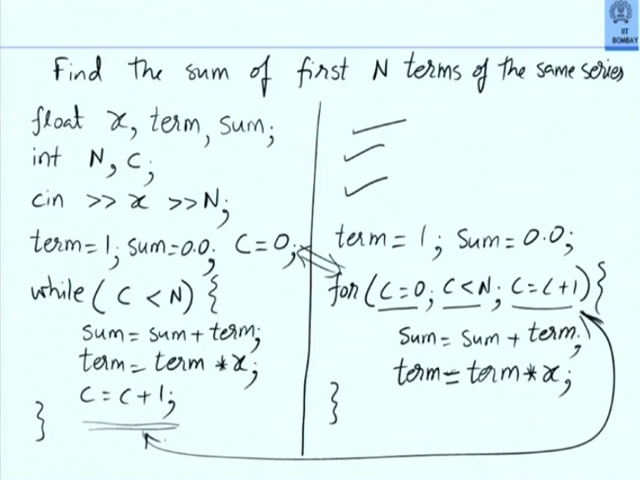 IIT
BOMBAY
Find the sum of first N terms of the same series
float x, term, sum;
int N, C;
cin >> x >> N;
term=1; sum=0.0; C=0;
while ( C < N) {
sum = sum + term;
term = term * x;
C = C + 1;
}
term = 1; Sum = 0.0;
for (C=0; C<N; C=C+1) {
Sum = Sum + term;
term = term * x;
}